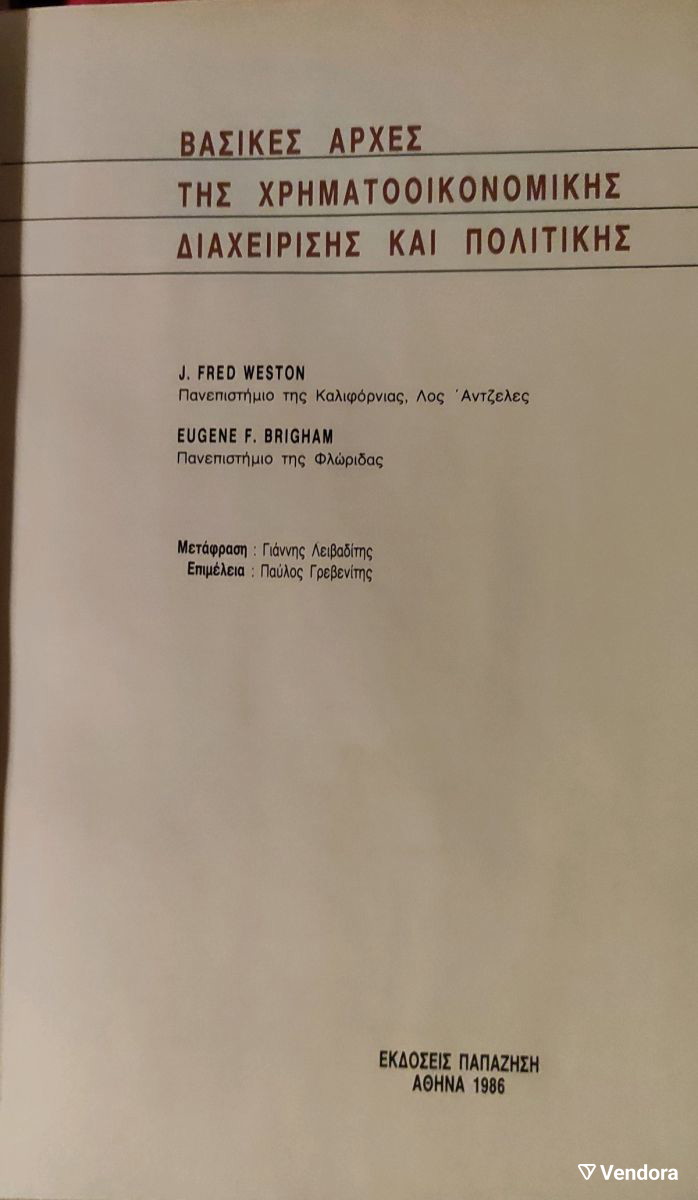 ΒΑΣΙΚΕΣ ΑΡΧΕΣ
ΤΗΣ ΧΡΗΜΑΤΟΟΙΚΟΝΟΜΙΚΗΣ
ΔΙΑΧΕΙΡΙΣΗΣ ΚΑΙ ΠΟΛΙΤΙΚΗΣ
J. FRED WESTON
Πανεπιστήμιο της Καλιφόρνιας, Λος Άντζελες
EUGENE F. BRIGHAM
Πανεπιστήμιο της Φλώριδας
Μετάφραση : Γιάννης Λειβαδίτης
Επιμέλεια : Παύλος Γρεβενίτης
ΕΚΔΟΣΕΙΣ ΠΑΠΑΖΗΣΗ
ΑΘΗΝΑ 1986
Vendora